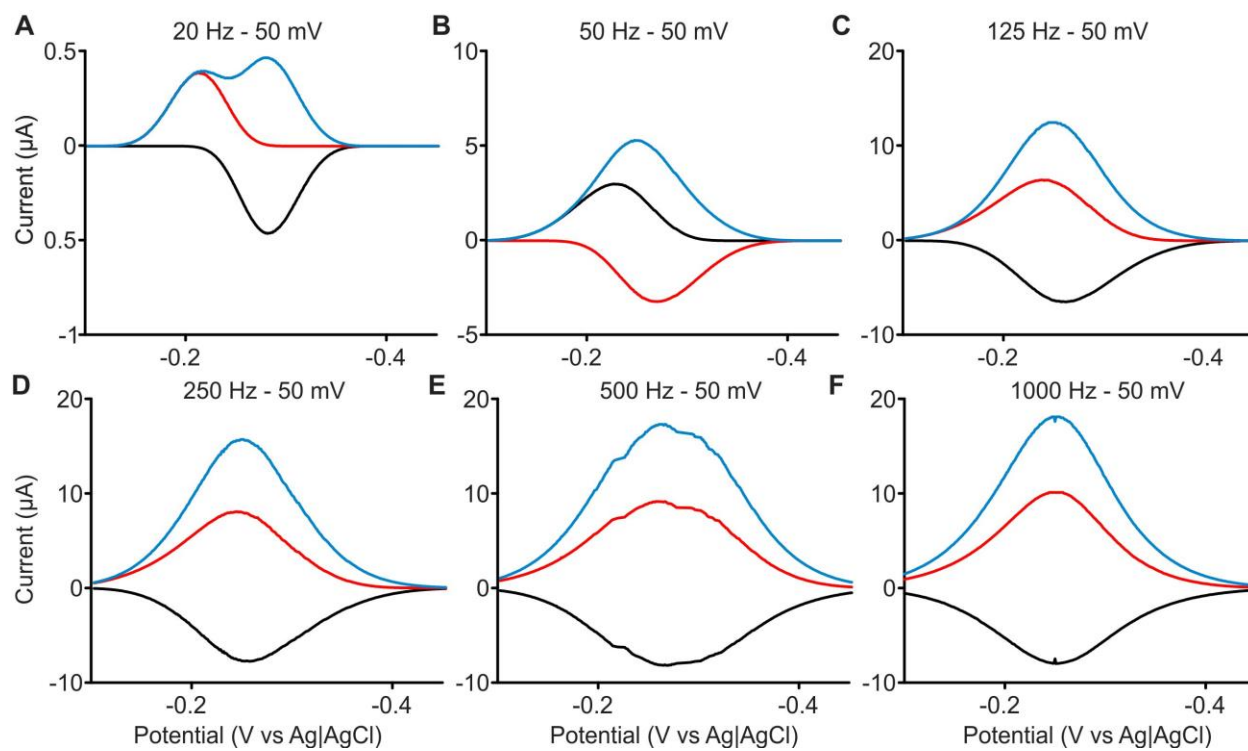 A 20 Hz - 50 mV
B 50 Hz - 50 mV
C 125 Hz - 50 mV
0.5
0
0.5
-1
-0.2 -0.4
Current (µA)
10
5
0
-5
-0.2 -0.4
20
10
0
-10
-0.2 -0.4
D 250 Hz - 50 mV
E 500 Hz - 50 mV
F 1000 Hz - 50 mV
20
10
0
-10
-0.2 -0.4
Current (µA)
Potential (V vs Ag|AgCl)
20
10
0
-10
-0.2 -0.4
Potential (V vs Ag|AgCl)
20
10
0
-10
-0.2 -0.4
Potential (V vs Ag|AgCl)